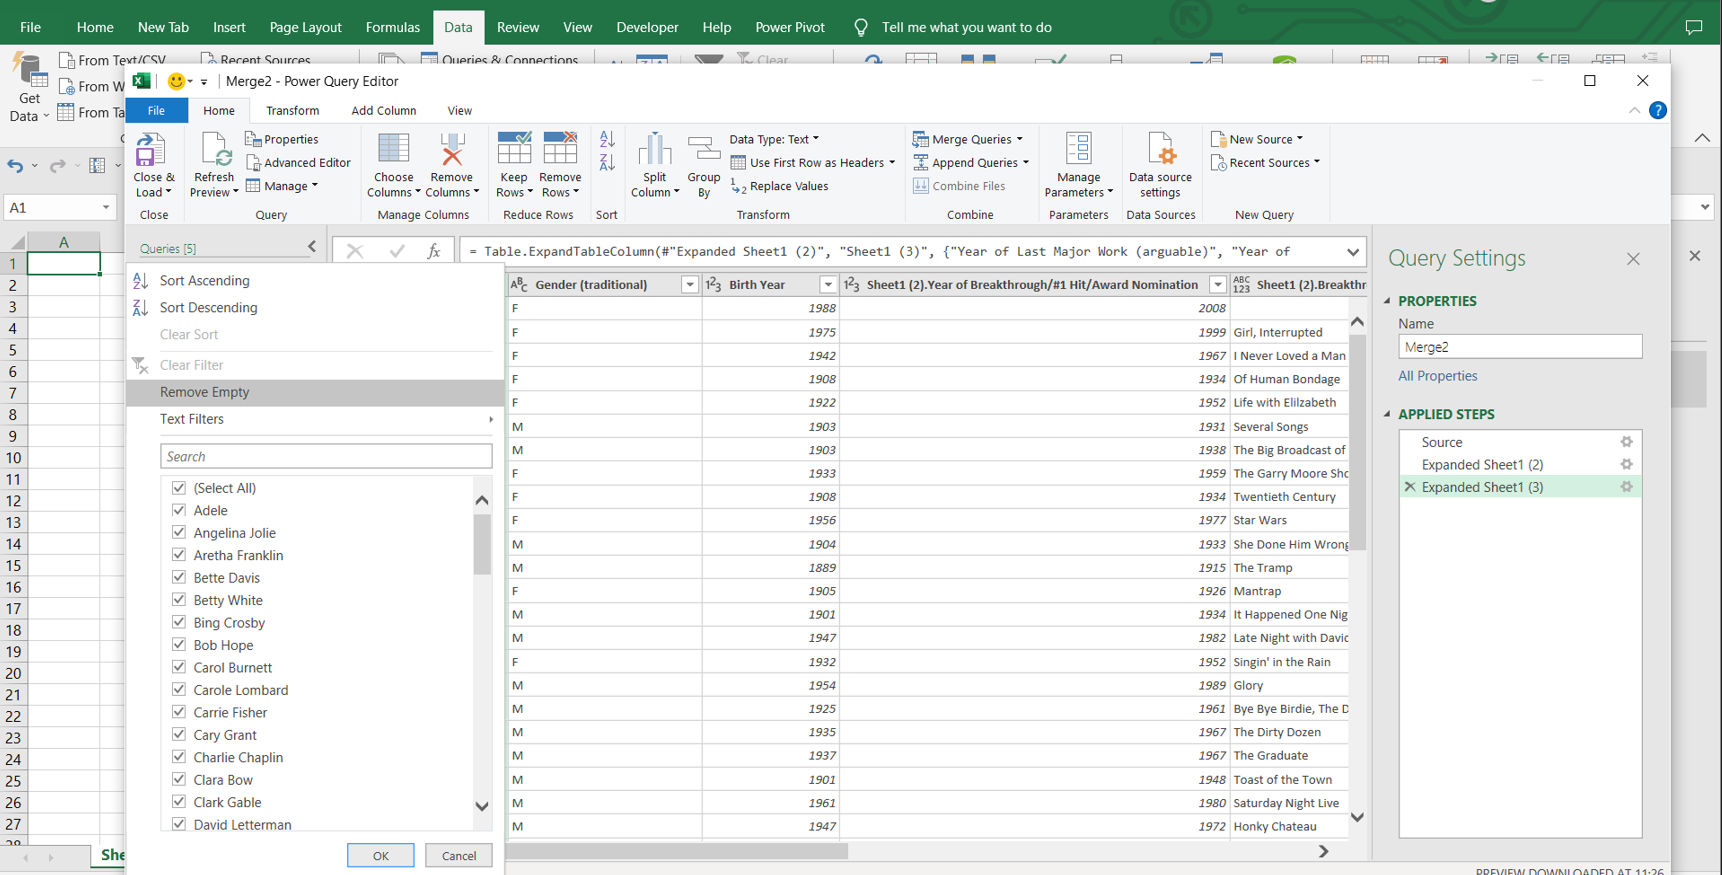 File Home New Tab Insert Page Layout Formulas Data Review View Developer Help Power Pivot Tell me what you want to do
From Text/CSV Recent Sources Queries & Connections Clear
Get
Data
From W
From Ta
Merge2 - Power Query Editor
File Home Transform Add Column View
Close &
Load
Close
Refresh
Preview
Properties
Advanced Editor
Manage
Query
Choose
Columns
Remove
Columns
Manage Columns
Keep
Rows
Remove
Rows
Reduce Rows
Sort
Split
Column
Group
By
Data Type: Text
Use First Row as Headers
Replace Values
Transform
Merge Queries
Append Queries
Combine Files
Combine
Manage
Parameters
Parameters
Data source
settings
Data Sources
New Source
Recent Sources
New Query
A1
A
1
2
3
4
5
6
7
8
9
10
11
12
13
14
15
16
17
18
19
20
21
22
23
24
25
26
27
She
Queries [5]
fx = Table.ExpandTableColumn(#"Expanded Sheet1 (2)", "Sheet1 (3)", {"Year of Last Major Work (arguable)", "Year of
Sort Ascending
Sort Descending
Clear Sort
Clear Filter
Remove Empty
Text Filters
Search
(Select All)
Adele
Angelina Jolie
Aretha Franklin
Bette Davis
Betty White
Bing Crosby
Bob Hope
Carol Burnett
Carole Lombard
Carrie Fisher
Cary Grant
Charlie Chaplin
Clara Bow
Clark Gable
David Letterman
OK Cancel
ABC Gender (traditional) 123 Birth Year 123 Sheet1 (2).Year of Breakthrough/#1 Hit/Award Nomination ABC 123 Sheet1 (2).Breakthr
F 1988 2008
F 1975 1999 Girl, Interrupted
F 1942 1967 I Never Loved a Man
F 1908 1934 Of Human Bondage
F 1922 1952 Life with Elilzabeth
M 1903 1931 Several Songs
M 1903 1938 The Big Broadcast of
F 1933 1959 The Garry Moore Sho
F 1908 1934 Twentieth Century
F 1956 1977 Star Wars
M 1904 1933 She Done Him Wrong
M 1889 1915 The Tramp
F 1905 1926 Mantrap
M 1901 1934 It Happened One Nig
M 1947 1982 Late Night with David
F 1932 1952 Singin' in the Rain
M 1954 1989 Glory
M 1925 1961 Bye Bye Birdie, The D
M 1935 1967 The Dirty Dozen
M 1937 1967 The Graduate
M 1901 1948 Toast of the Town
M 1961 1980 Saturday Night Live
M 1947 1972 Honky Chateau
Query Settings
PROPERTIES
Name
Merge2
All Properties
APPLIED STEPS
Source
Expanded Sheet1 (2)
Expanded Sheet1 (3)
PREVIEW DOWNLOADED AT 11:26